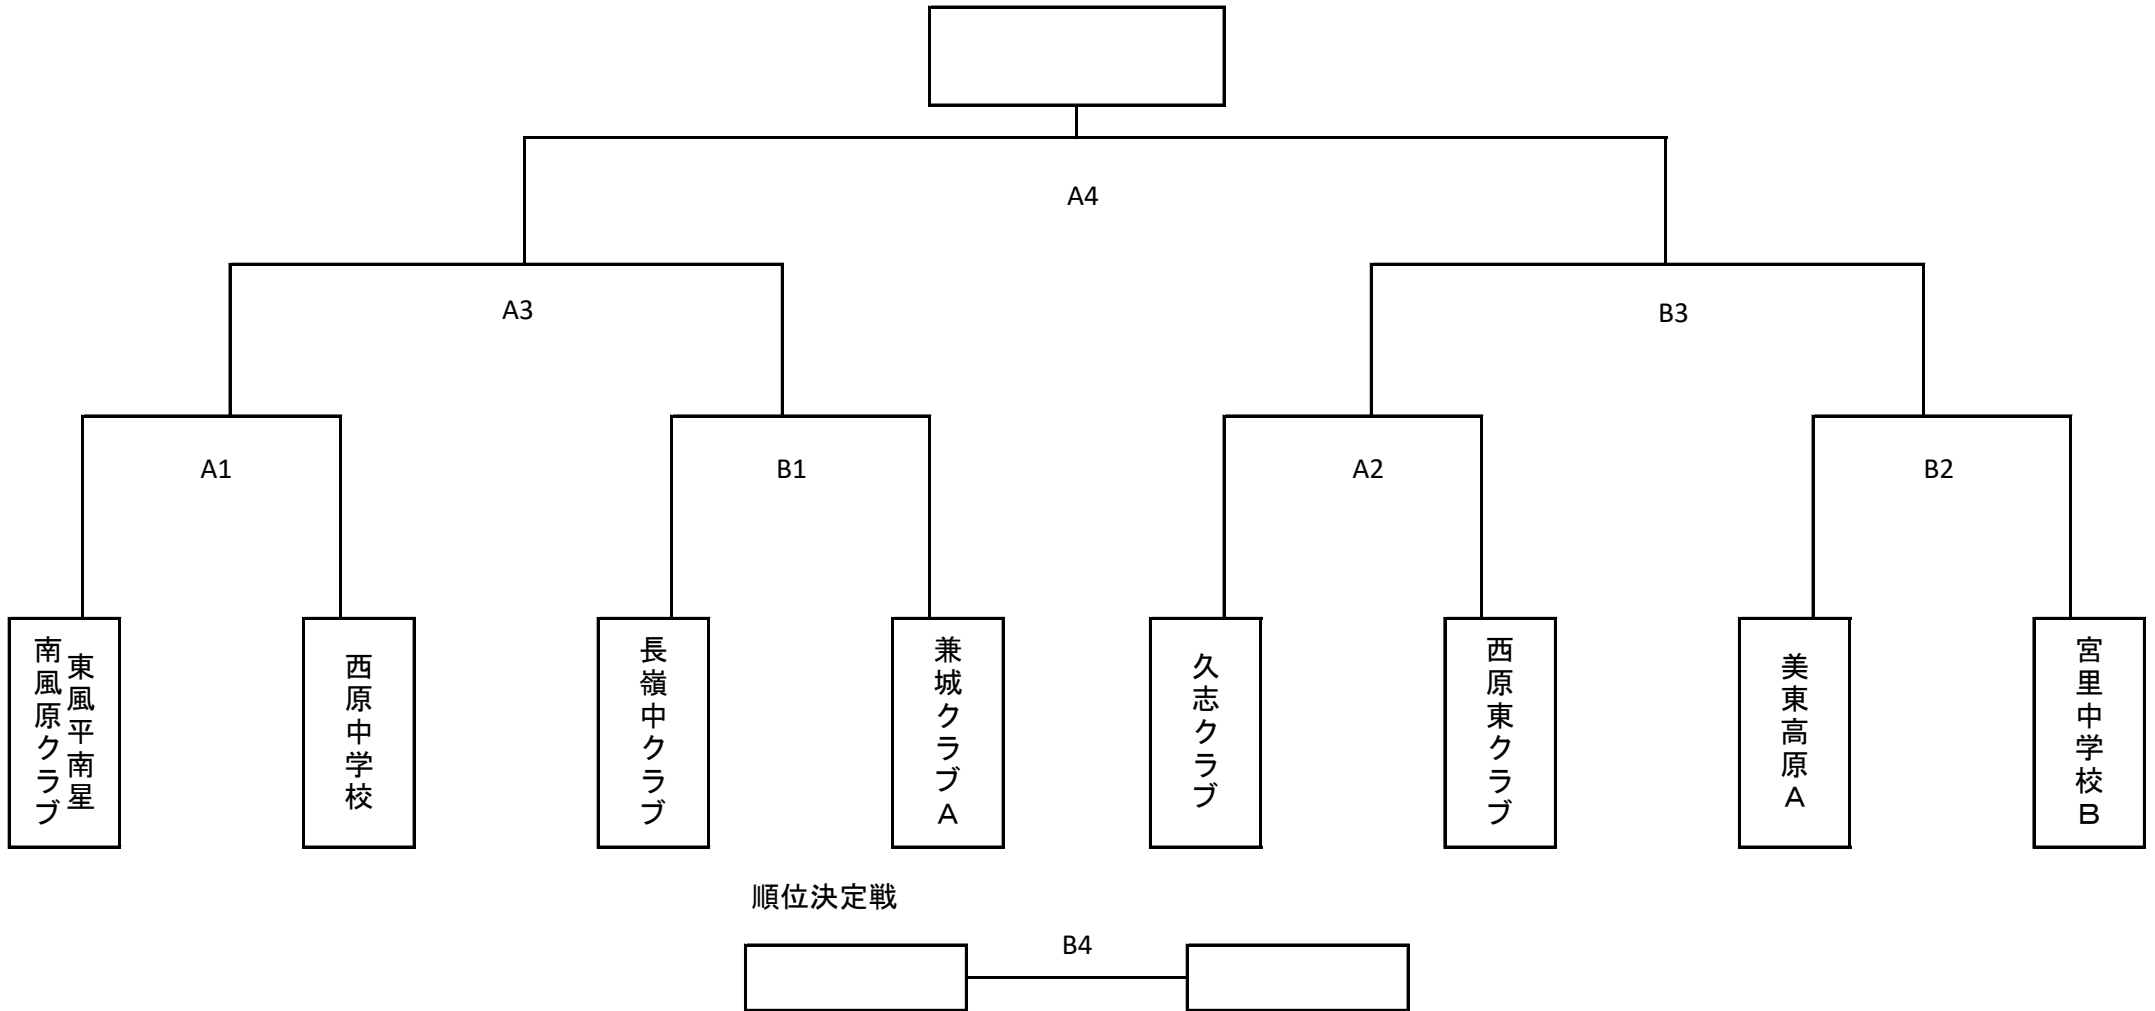 A4
A3
B3
A1
B1
A2
B2
東風平南星
南風原クラブ
西原中学校
長嶺中クラブ
兼城クラブA
久志クラブ
西原東クラブ
美東高原A
宮里中学校B
順位決定戦
B4